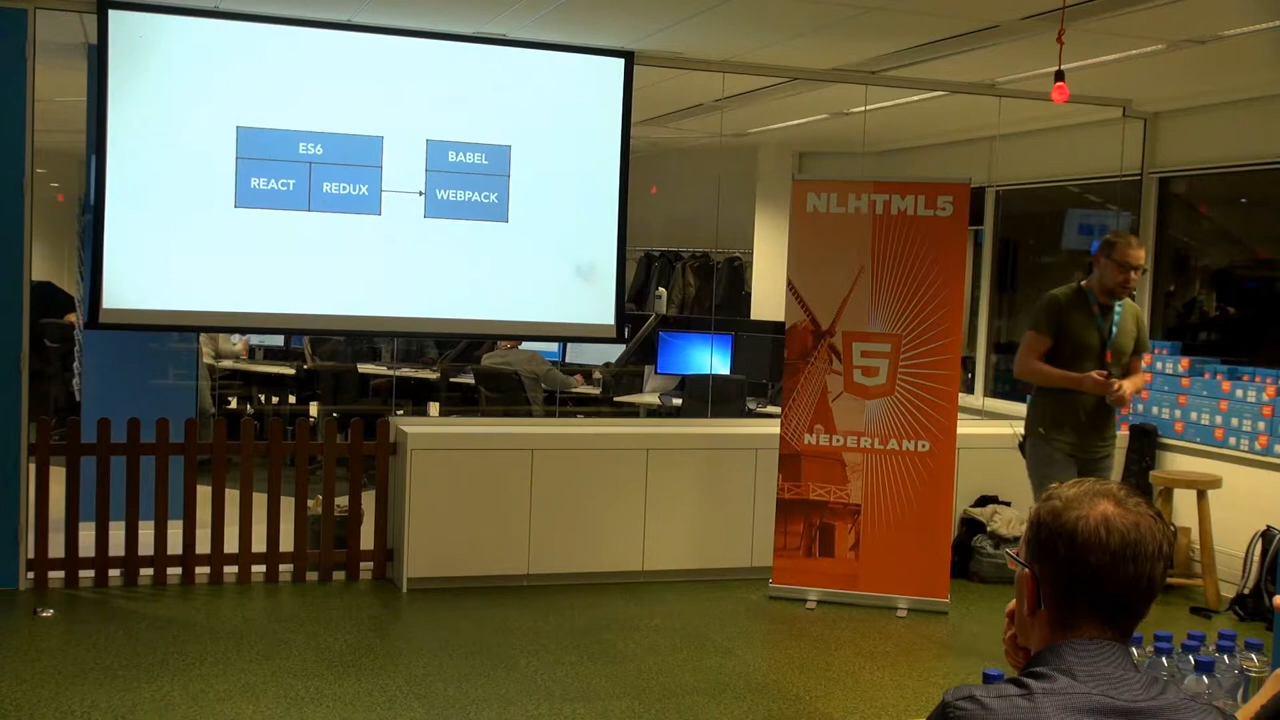 ES6
REACT
REDUX
BABEL
WEBPACK
NLHTML5
5
NEDERLAND